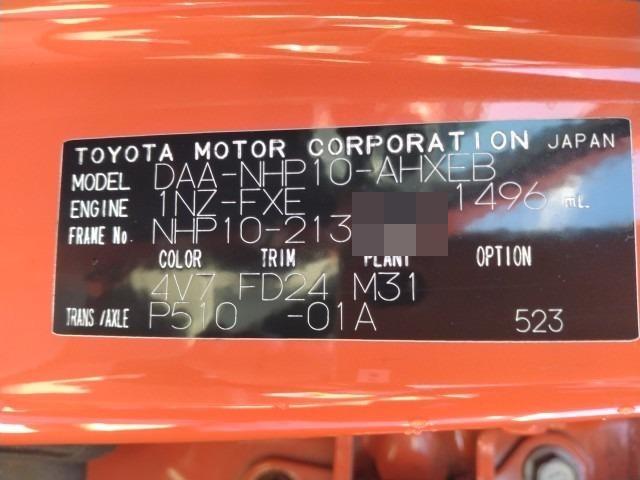 TOYOTA MOTOR CORPORATION JAPAN
MODEL DAA-NHP10-AHXEB
ENGINE 1NZ-FXE 1496 mL
FRAME No NHP10-213
COLOR TRIM PLANT OPTION
4V7 FD24 M31
TRANS/AXLE P510 -01A 523